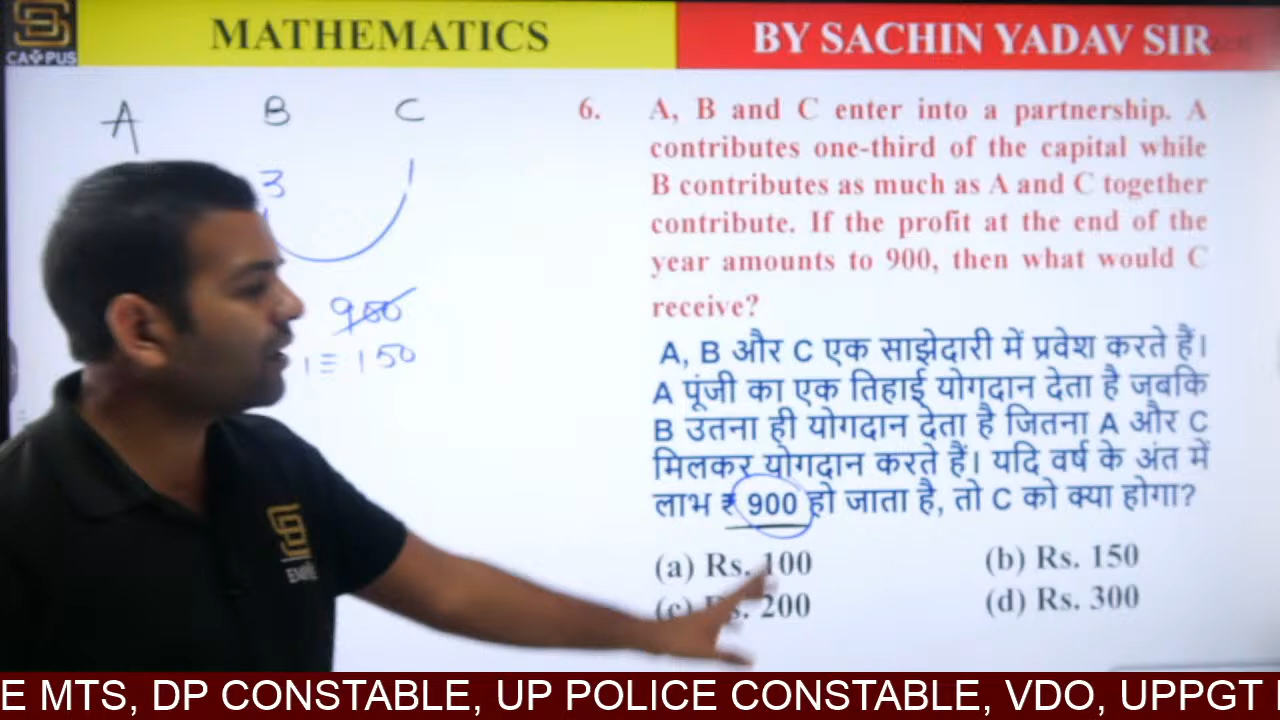 CAMPUS
MATHEMATICS
BY SACHIN YADAV SIR
A B C
3 1
900
1 ≡ 150
6. A, B and C enter into a partnership. A
contributes one-third of the capital while
B contributes as much as A and C together
contribute. If the profit at the end of the
year amounts to 900, then what would C
receive?
A, B और C एक साझेदारी में प्रवेश करते हैं।
A पूंजी का एक तिहाई योगदान देता है जबकि
B उतना ही योगदान देता है जितना A और C
मिलकर योगदान करते हैं। यदि वर्ष के अंत में
लाभ ₹ 900 हो जाता है, तो C को क्या होगा?
(a) Rs. 100 (b) Rs. 150
(c) Rs. 200 (d) Rs. 300
E MTS, DP CONSTABLE, UP POLICE CONSTABLE, VDO, UPPGT